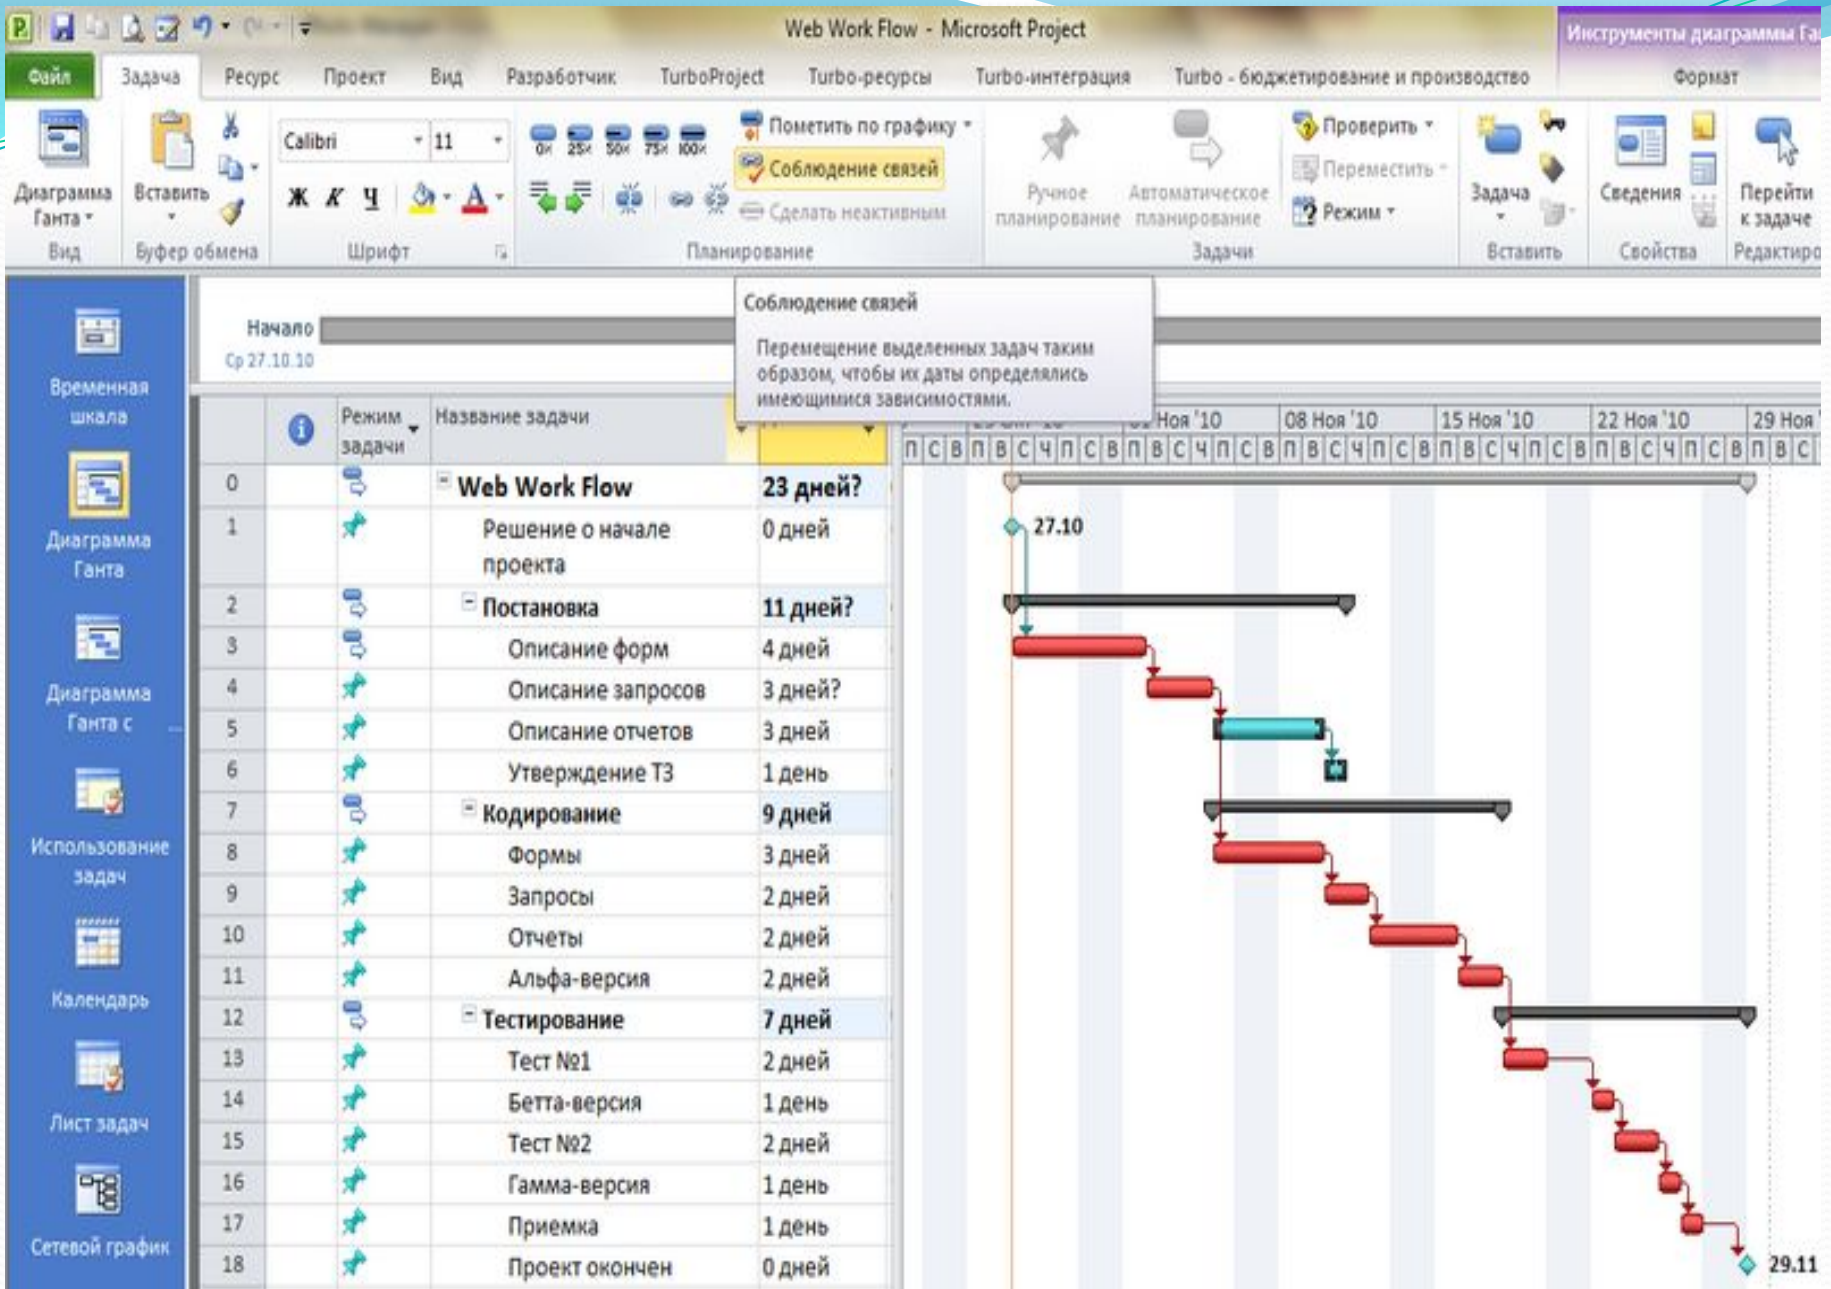 Web Work Flow - Microsoft Project
Инструменты диаграммы
Файл Задача Ресурс Проект Вид Разработчик TurboProject Turbo-ресурсы Turbo-интеграция Turbo - бюджетирование и производство Формат
Диаграмма Ганта
Вид
Вставить
Буфер обмена
Calibri 11
Ж К Ч А
Шрифт
0× 25× 50× 75× 100×
Пометить по графику
Соблюдение связей
Сделать неактивным
Планирование
Ручное планирование
Автоматическое планирование
Проверить
Переместить
Режим
Задачи
Задача
Вставить
Сведения
Свойства
Перейти к задаче
Редактиро
Соблюдение связей
Перемещение выделенных задач таким
образом, чтобы их даты определялись
имеющимися зависимостями.
Начало
Ср 27.10.10
Временная
шкала
Диаграмма
Ганта
Диаграмма
Ганта с ...
Использование
задач
Календарь
Лист задач
Сетевой график
Режим задачи Название задачи
Ноя '10 08 Ноя '10 15 Ноя '10 22 Ноя '10 29 Ноя '
П С В П В С Ч П С В П В С Ч П С В П В С Ч П С В П В С Ч П С В П В С Ч П С В П В С
0 Web Work Flow 23 дней?
1 Решение о начале проекта 0 дней 27.10
2 Постановка 11 дней?
3 Описание форм 4 дней
4 Описание запросов 3 дней?
5 Описание отчетов 3 дней
6 Утверждение ТЗ 1 день
7 Кодирование 9 дней
8 Формы 3 дней
9 Запросы 2 дней
10 Отчеты 2 дней
11 Альфа-версия 2 дней
12 Тестирование 7 дней
13 Тест №1 2 дней
14 Бетта-версия 1 день
15 Тест №2 2 дней
16 Гамма-версия 1 день
17 Приемка 1 день
18 Проект окончен 0 дней 29.11